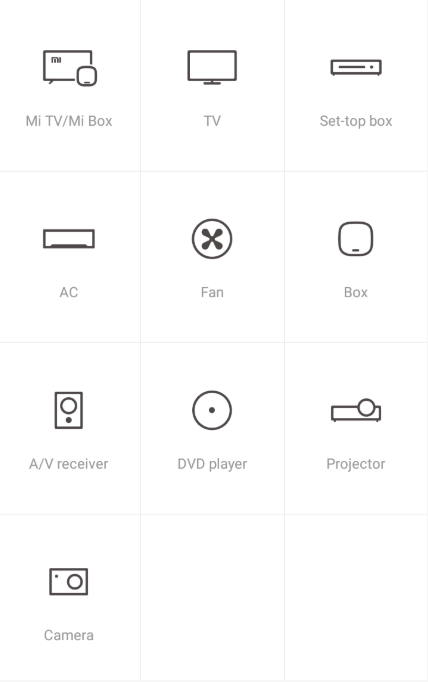 mi
Mi TV/Mi Box
TV
Set-top box
AC
Fan
Box
A/V receiver
DVD player
Projector
Camera